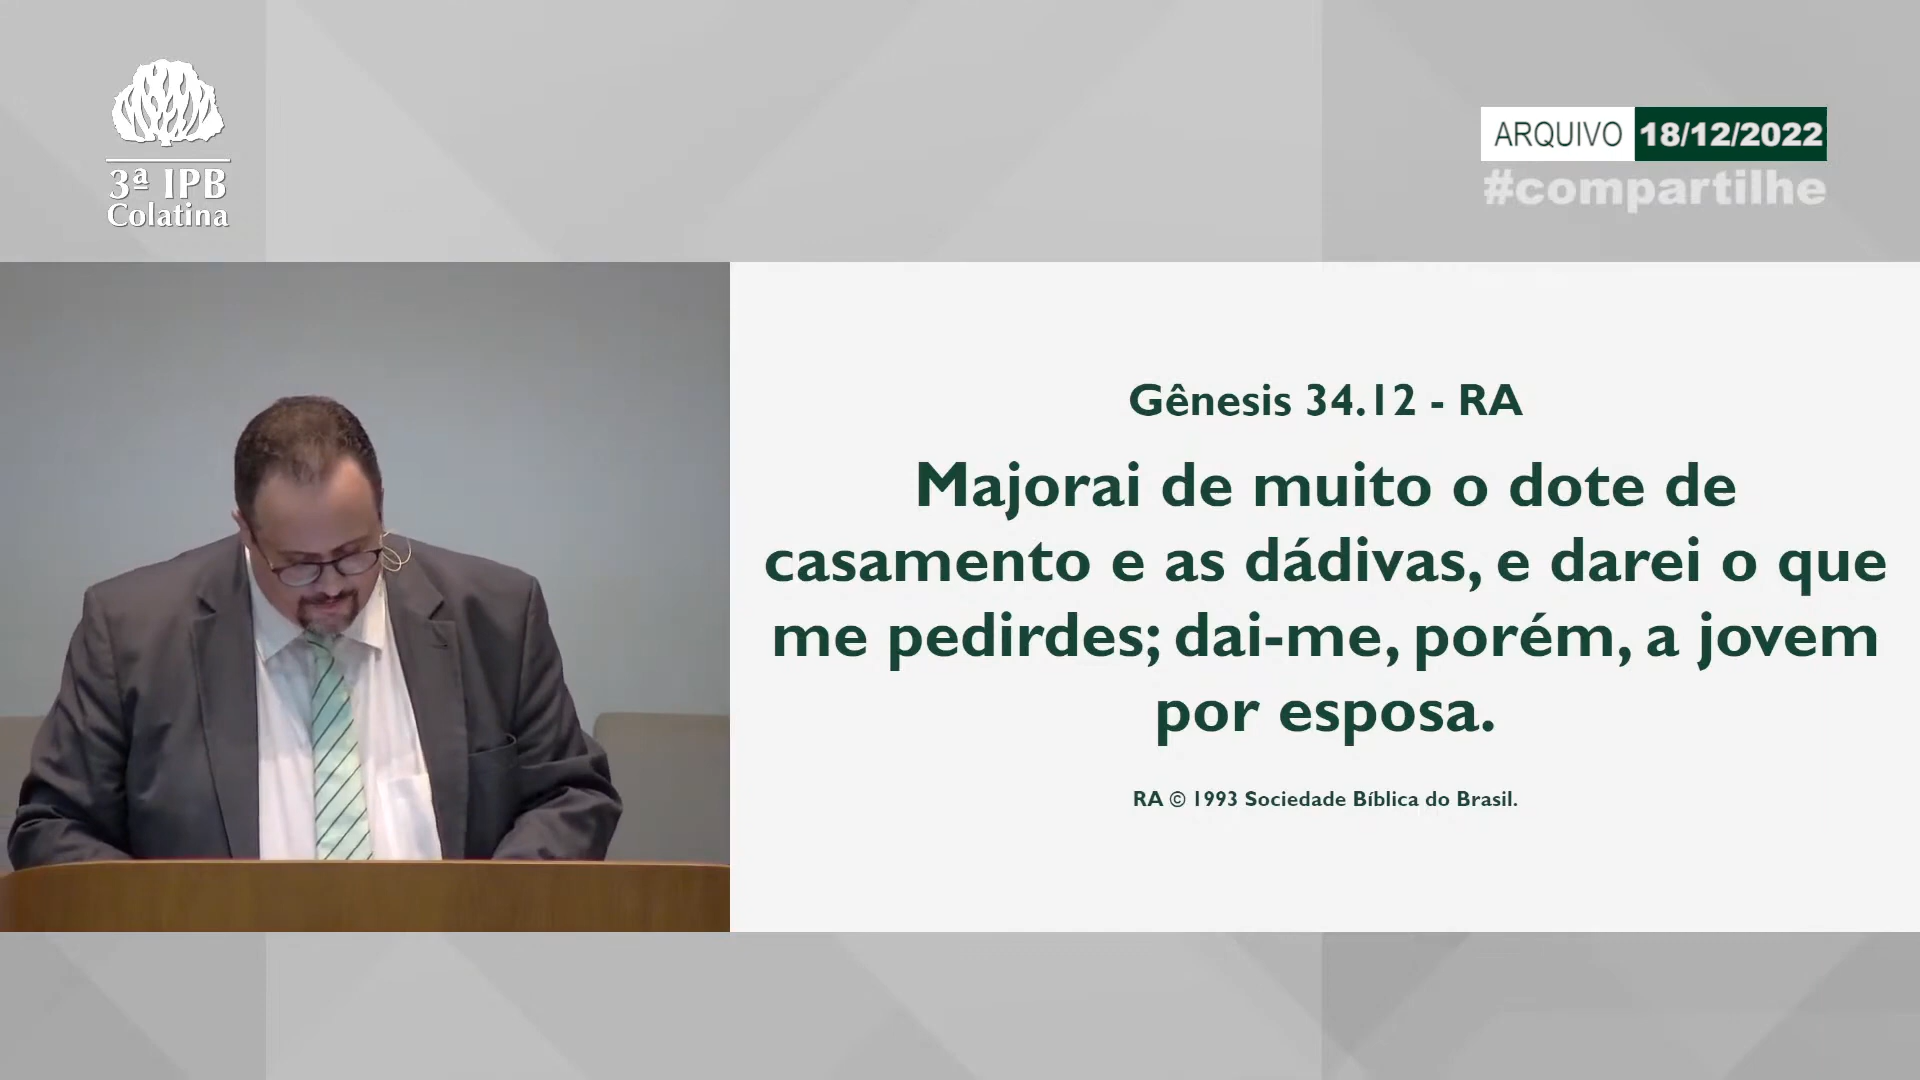 3ª IPB
Colatina
ARQUIVO 18/12/2022
#compartilhe
Gênesis 34.12 - RA
Majorai de muito o dote de
casamento e as dádivas, e darei o que
me pedirdes; dai-me, porém, a jovem
por esposa.
RA © 1993 Sociedade Bíblica do Brasil.